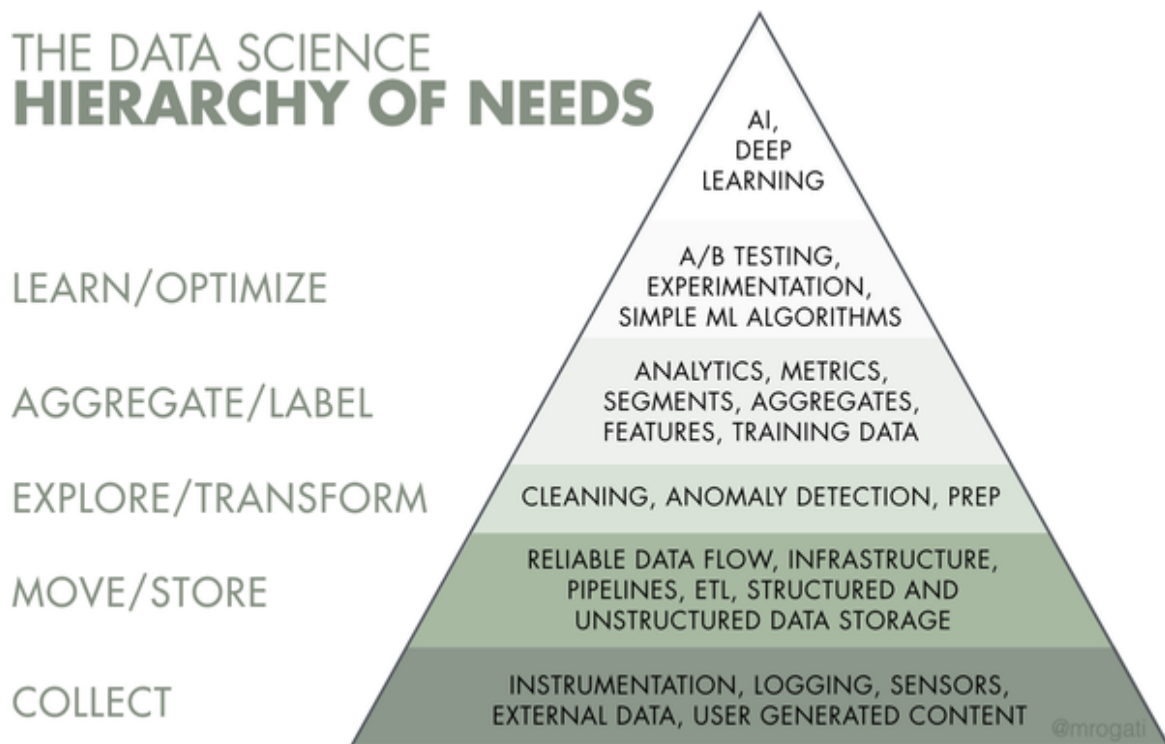 THE DATA SCIENCE
HIERARCHY OF NEEDS
AI,
DEEP
LEARNING
LEARN/OPTIMIZE
A/B TESTING,
EXPERIMENTATION,
SIMPLE ML ALGORITHMS
AGGREGATE/LABEL
ANALYTICS, METRICS,
SEGMENTS, AGGREGATES,
FEATURES, TRAINING DATA
EXPLORE/TRANSFORM
CLEANING, ANOMALY DETECTION, PREP
MOVE/STORE
RELIABLE DATA FLOW, INFRASTRUCTURE,
PIPELINES, ETL, STRUCTURED AND
UNSTRUCTURED DATA STORAGE
COLLECT
INSTRUMENTATION, LOGGING, SENSORS,
EXTERNAL DATA, USER GENERATED CONTENT
@mrogati